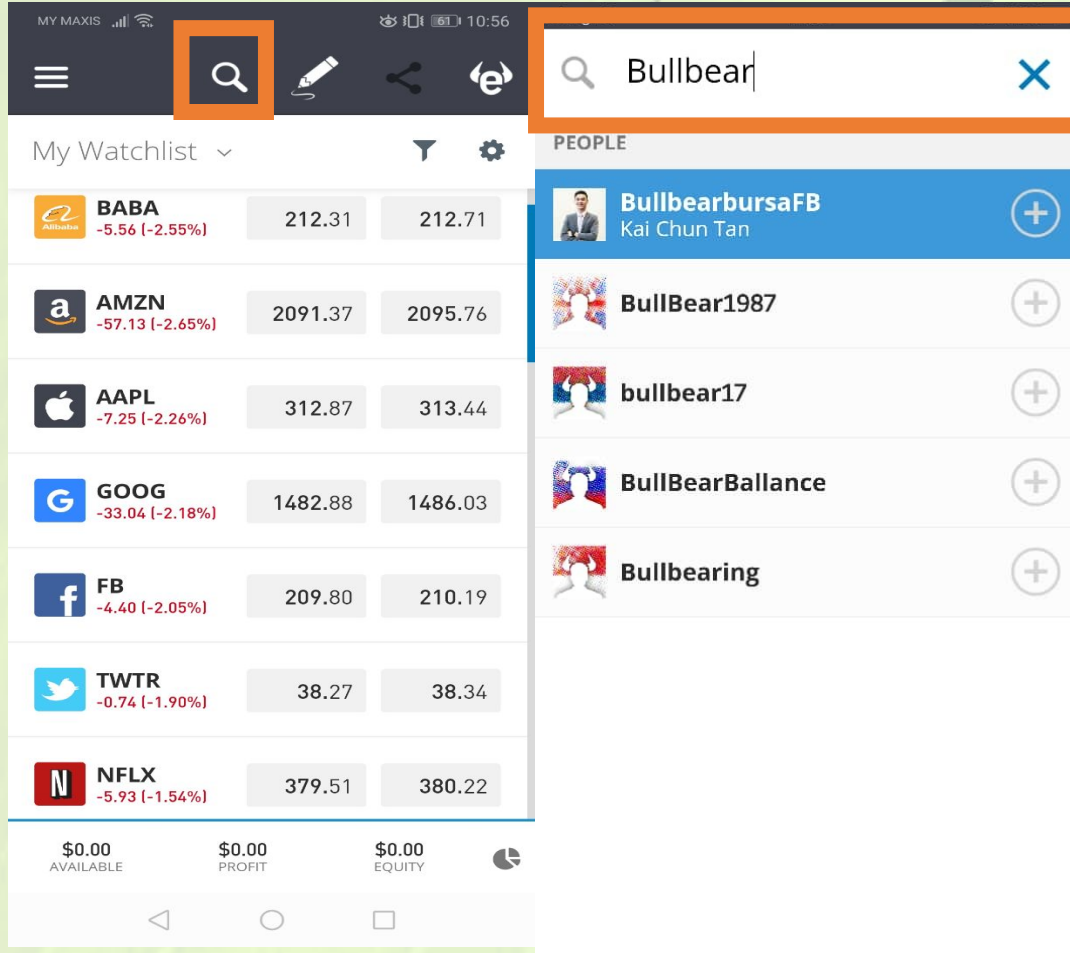 MY MAXIS 61 10:56
e
My Watchlist
Alibaba
BABA 212.31 212.71
-5.56 (-2.55%)
a
AMZN 2091.37 2095.76
-57.13 (-2.65%)
AAPL 312.87 313.44
-7.25 (-2.26%)
G
GOOG 1482.88 1486.03
-33.04 (-2.18%)
f
FB 209.80 210.19
-4.40 (-2.05%)
TWTR 38.27 38.34
-0.74 (-1.90%)
N
NFLX 379.51 380.22
-5.93 (-1.54%)
$0.00 $0.00 $0.00
AVAILABLE PROFIT EQUITY
Bullbear
PEOPLE
BullbearbursaFB
Kai Chun Tan
BullBear1987
bullbear17
BullBearBallance
Bullbearing